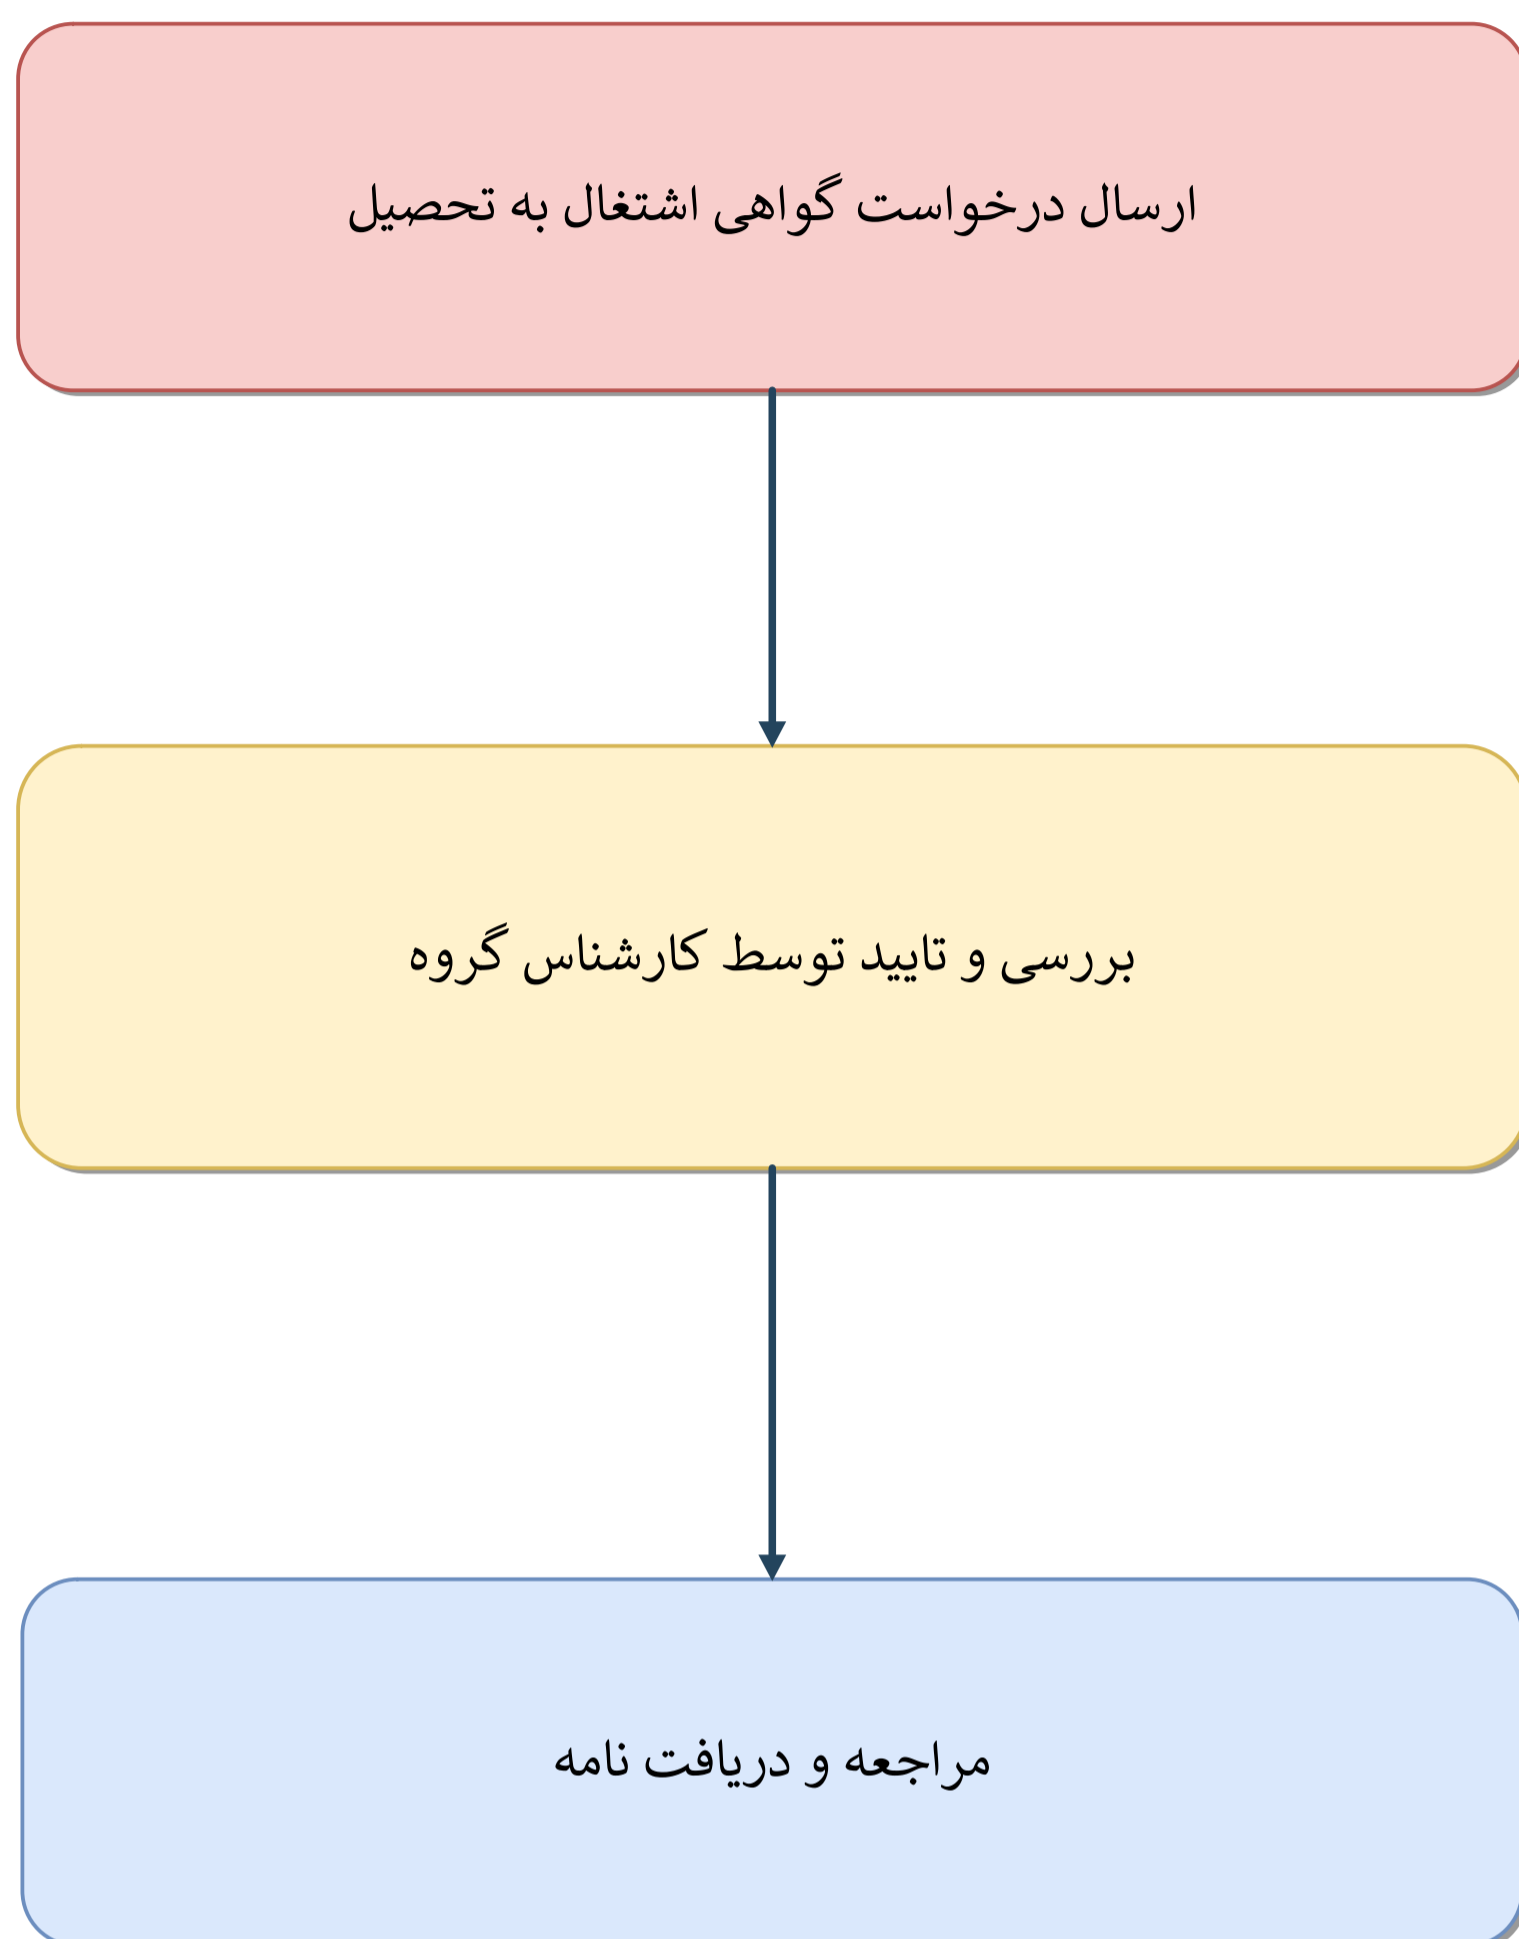 ارسال درخواست گواهی اشتغال به تحصیل
بررسی و تایید توسط کارشناس گروه
مراجعه و دریافت نامه